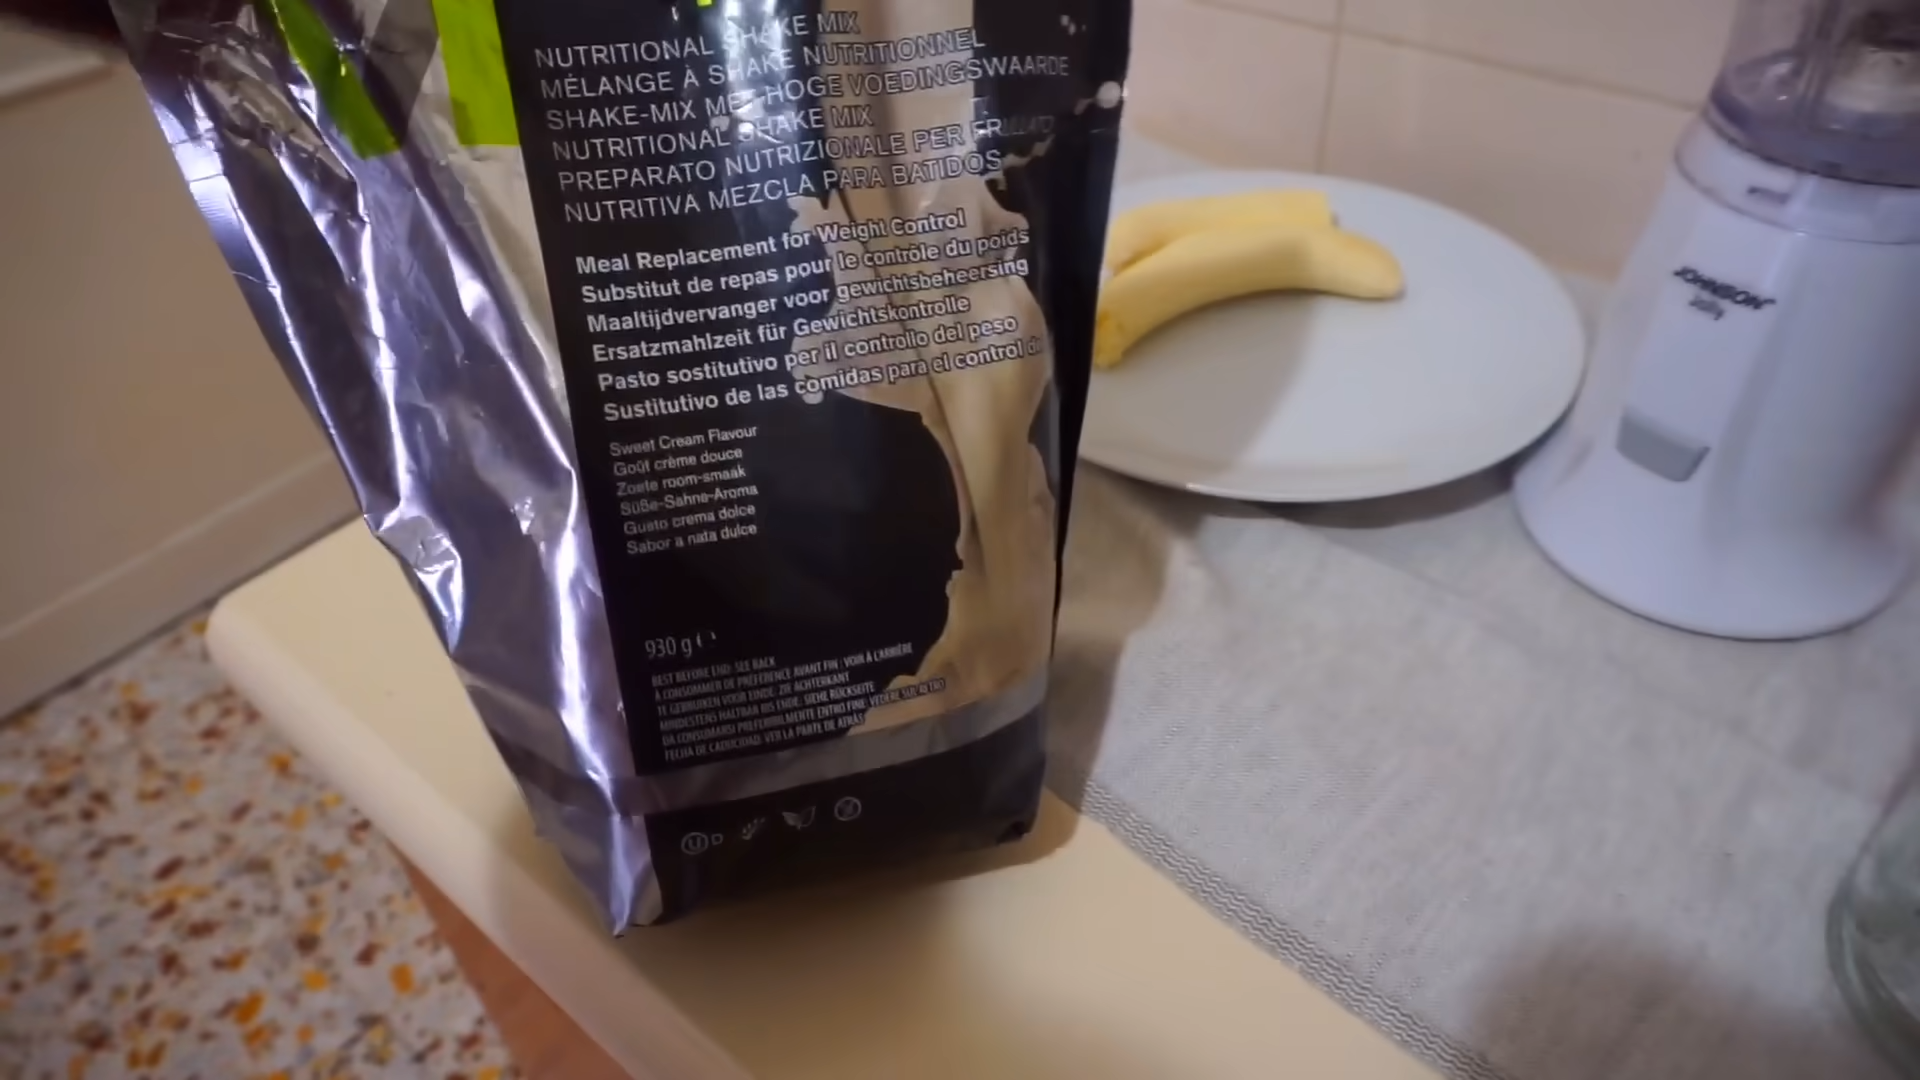 NUTRITIONAL SHAKE MIX
MÉLANGE À SHAKE NUTRITIONNEL
SHAKE-MIX MET HOGE VOEDINGSWAARDE
NUTRITIONAL SHAKE MIX
PREPARATO NUTRIZIONALE PER FRULLATO
NUTRITIVA MEZCLA PARA BATIDOS
Meal Replacement for Weight Control
Substitut de repas pour le contrôle du poids
Maaltijdvervanger voor gewichtsbeheersing
Ersatzmahlzeit für Gewichtskontrolle
Pasto sostitutivo per il controllo del peso
Sustitutivo de las comidas para el control de
Sweet Cream Flavour
Goût crème douce
Zoete room-smaak
Süße-Sahne-Aroma
Gusto crema dolce
Sabor a nata dulce
930 g
BEST BEFORE END: SEE BACK
À CONSOMMER DE PRÉFÉRENCE AVANT FIN : VOIR À L'ARRIÈRE
TE GEBRUIKEN VOOR EINDE: ZIE ACHTERKANT
MINDESTENS HALTBAR BIS ENDE: SIEHE RÜCKSEITE
DA CONSUMARSI PREFERIBILMENTE ENTRO FINE: VEDERE SUL RETRO
FECHA DE CADUCIDAD: VER LA PARTE DE ATRÁS
U D
JOHNSON